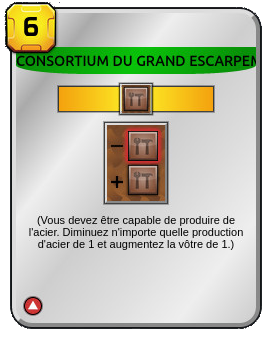 6
CONSORTIUM DU GRAND ESCARPEM
−
+
(Vous devez être capable de produire de
l'acier. Diminuez n'importe quelle production
d'acier de 1 et augmentez la vôtre de 1.)